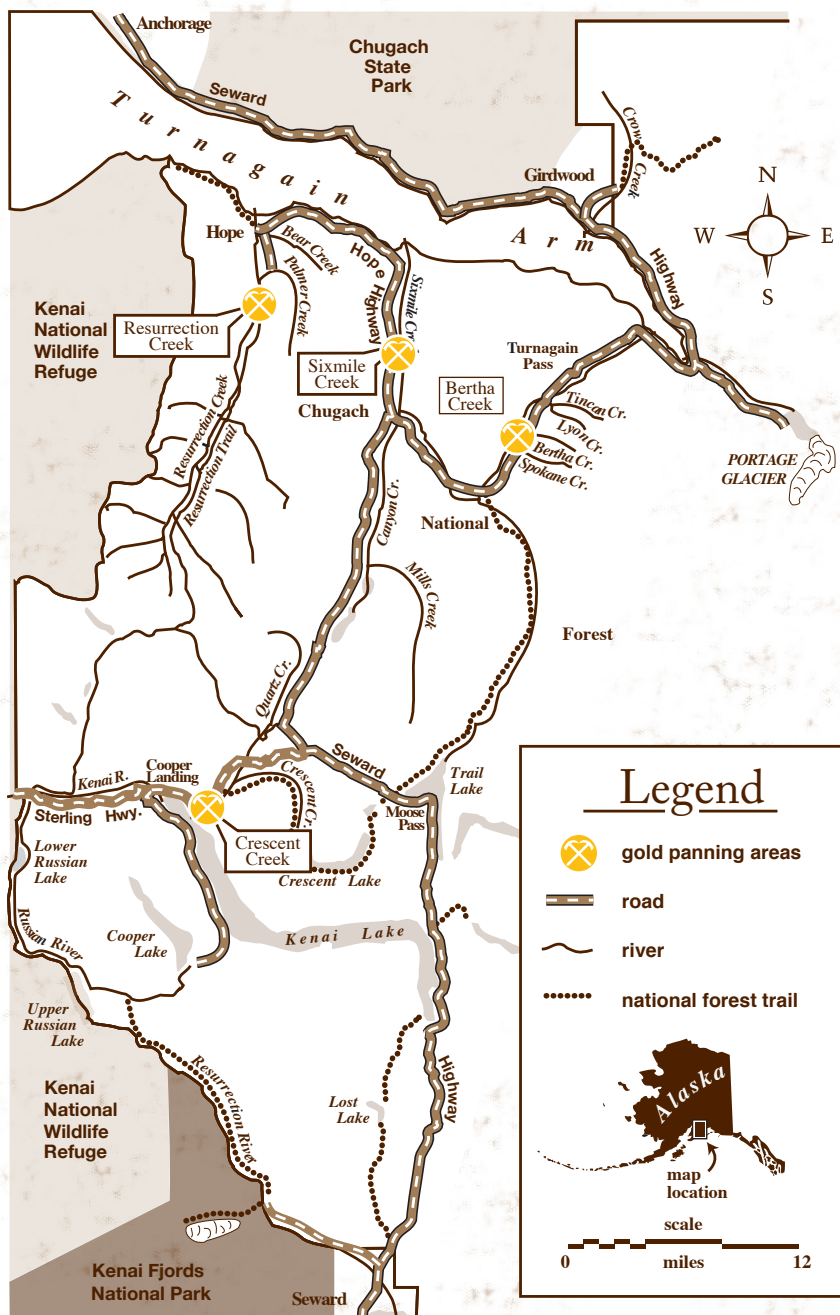 Anchorage
Chugach
State
Park
Seward
Turnagain
Arm
Crow
Creek
Girdwood
N
W
E
S
Hope
Bear Creek
Palmer Creek
Hope Highway
Sixmile Cr.
Highway
Kenai
National
Wildlife
Refuge
Resurrection
Creek
Sixmile
Creek
Turnagain
Pass
Bertha
Creek
Chugach
Tincan Cr.
Lyon Cr.
Bertha Cr.
Spokane Cr.
PORTAGE
GLACIER
Resurrection Creek
Resurrection Trail
Canyon Cr.
National
Mills Creek
Forest
Quartz Cr.
Cooper
Landing
Kenai R.
Sterling Hwy.
Seward
Crescent Cr.
Trail
Lake
Moose
Pass
Lower
Russian
Lake
Crescent
Creek
Crescent Lake
Russian River
Cooper
Lake
Kenai Lake
Upper
Russian
Lake
Resurrection River
Highway
Lost
Lake
Kenai
National
Wildlife
Refuge
Kenai Fjords
National Park
Seward
Legend
gold panning areas
road
river
national forest trail
Alaska
map
location
scale
0
miles
12